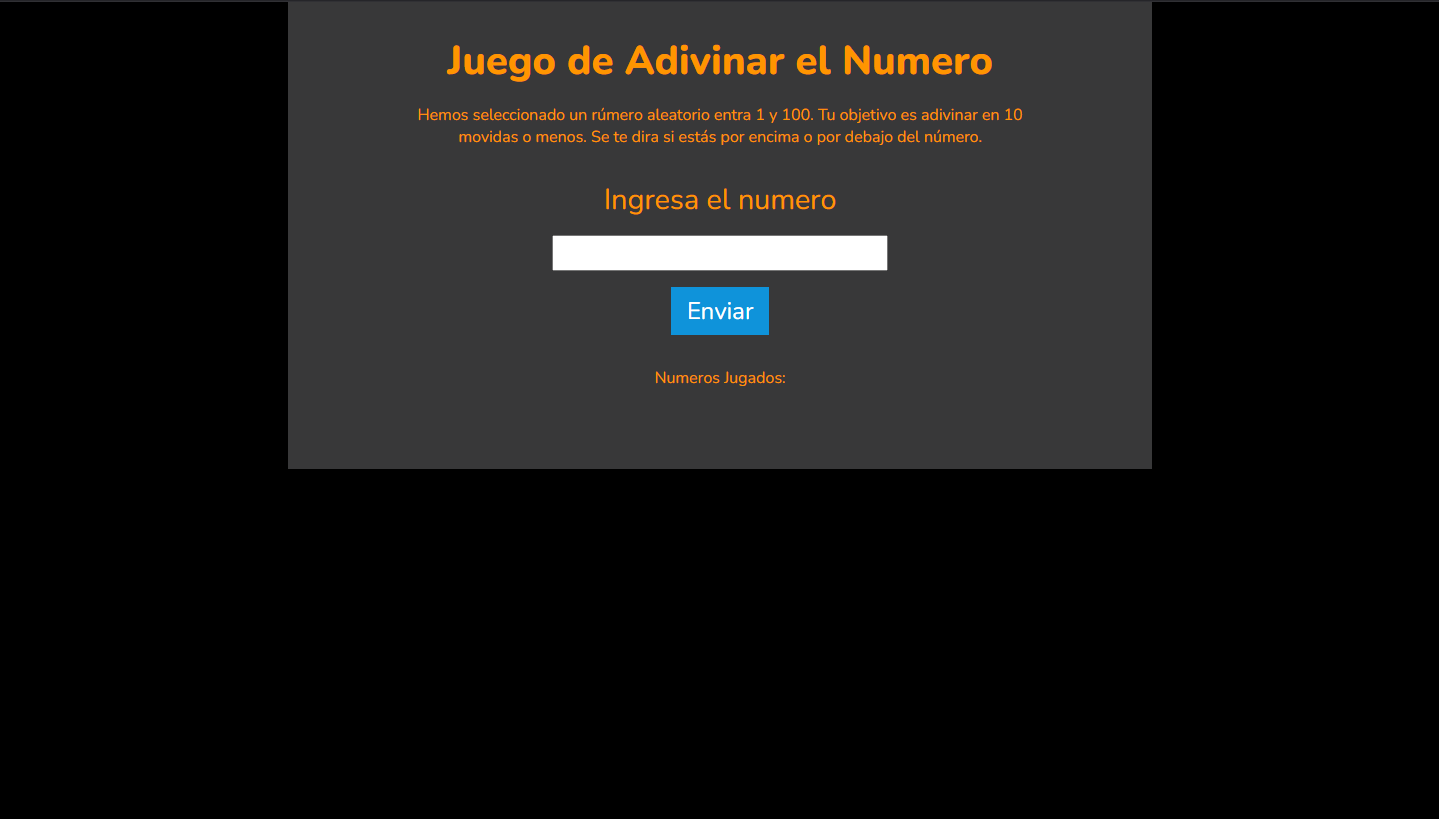 Juego de Adivinar el Numero
Hemos seleccionado un rúmero aleatorio entra 1 y 100. Tu objetivo es adivinar en 10
movidas o menos. Se te dira si estás por encima o por debajo del número.
Ingresa el numero
Enviar
Numeros Jugados: